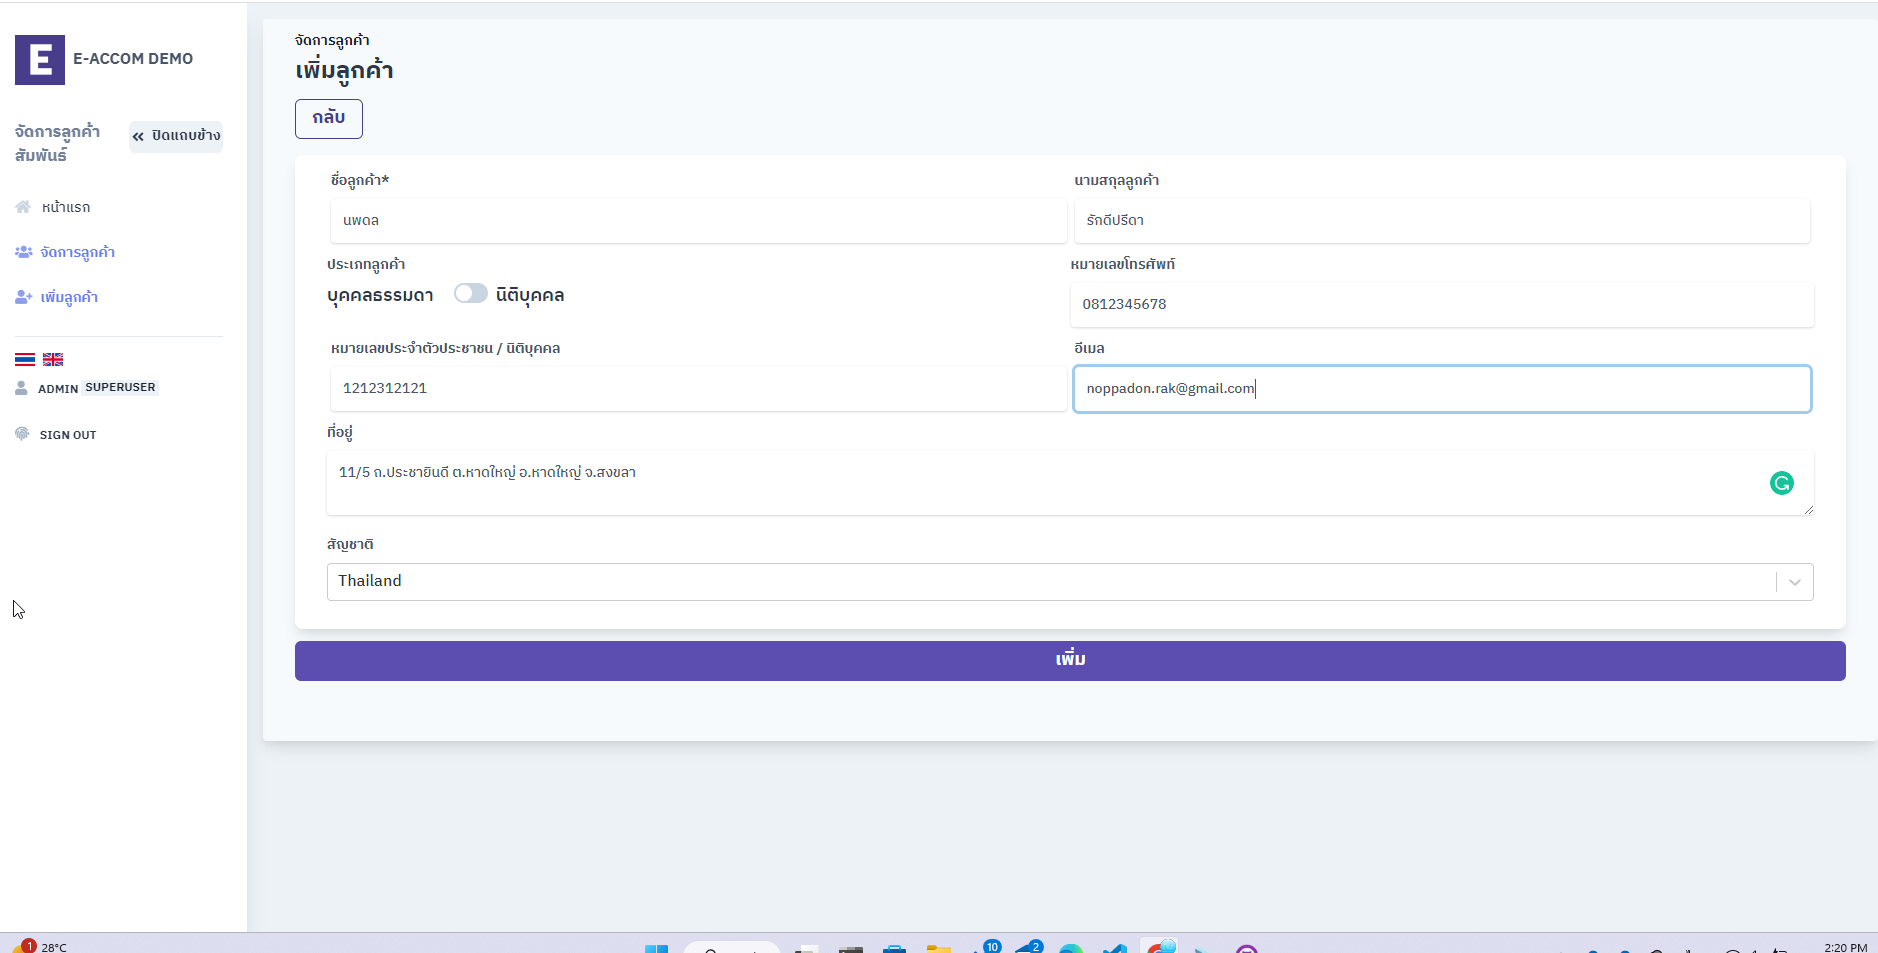 E E-ACCOM DEMO
จัดการลูกค้า
สัมพันธ์
ปิดแถบข้าง
หน้าแรก
จัดการลูกค้า
เพิ่มลูกค้า
ADMIN SUPERUSER
SIGN OUT
จัดการลูกค้า
เพิ่มลูกค้า
กลับ
ชื่อลูกค้า*
นามสกุลลูกค้า
นพดล
รักดีปรีดา
ประเภทลูกค้า
หมายเลขโทรศัพท์
บุคคลธรรมดา นิติบุคคล
0812345678
หมายเลขประจำตัวประชาชน / นิติบุคคล
อีเมล
1212312121
noppadon.rak@gmail.com
ที่อยู่
11/5 ถ.ประชายินดี ต.หาดใหญ่ อ.หาดใหญ่ จ.สงขลา
สัญชาติ
Thailand
เพิ่ม
1 28°C
10
2
2:20 PM